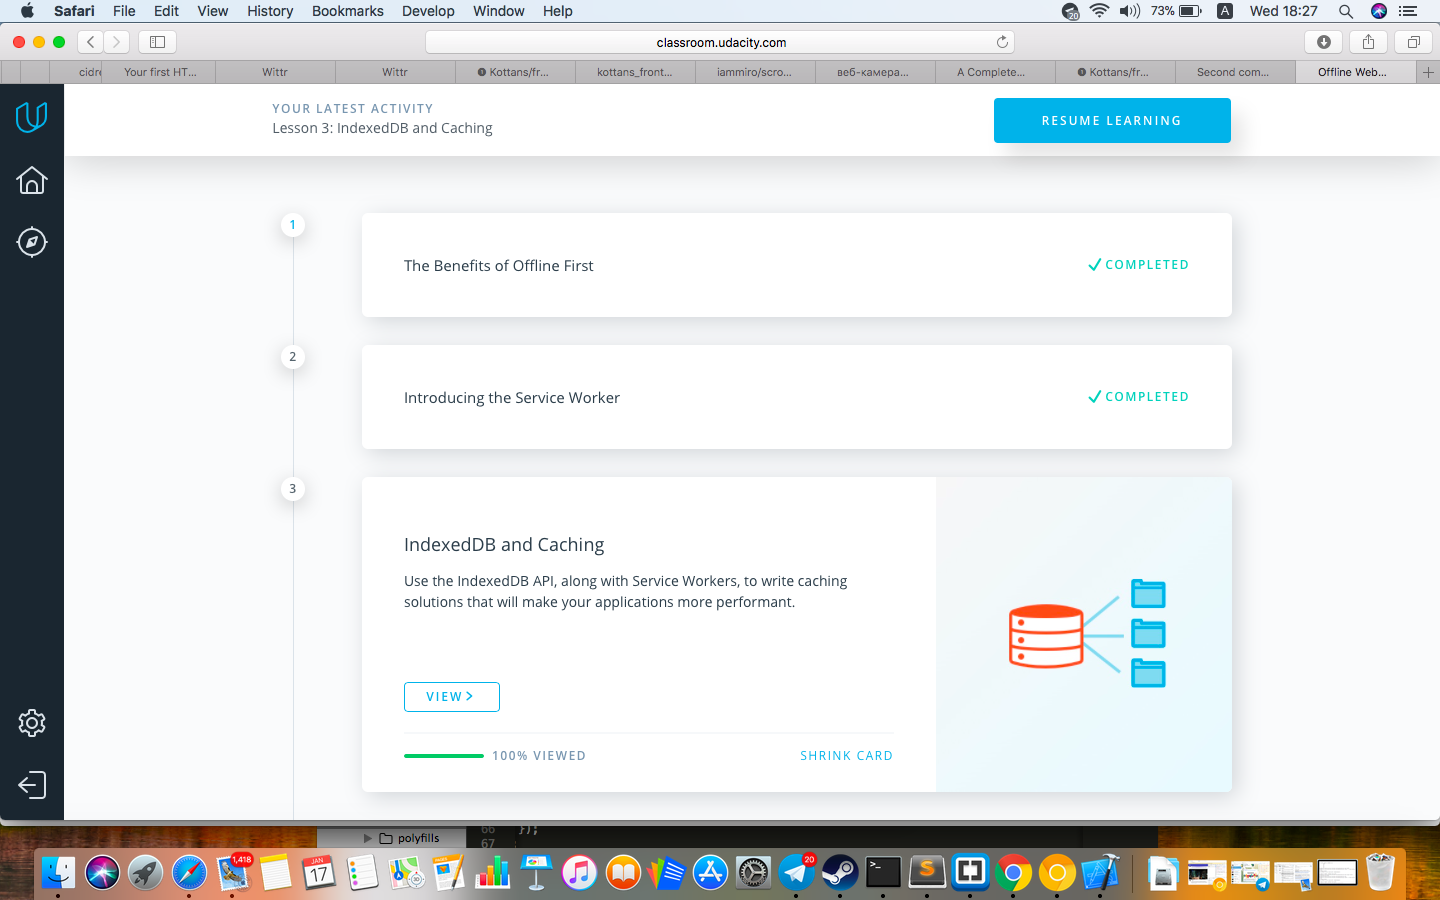 Safari File Edit View History Bookmarks Develop Window Help 20 73% A Wed 18:27
classroom.udacity.com
cidr Your first HT... Wittr Wittr Kottans/fr... kottans_front... iammiro/scro... веб-камера... A Complete... Kottans/fr... Second com... Offline Web...
YOUR LATEST ACTIVITY
Lesson 3: IndexedDB and Caching
RESUME LEARNING
1
The Benefits of Offline First
COMPLETED
2
Introducing the Service Worker
COMPLETED
3
IndexedDB and Caching
Use the IndexedDB API, along with Service Workers, to write caching
solutions that will make your applications more performant.
VIEW
100% VIEWED
SHRINK CARD
polyfills
66 });
67
1,418
JAN
17
20